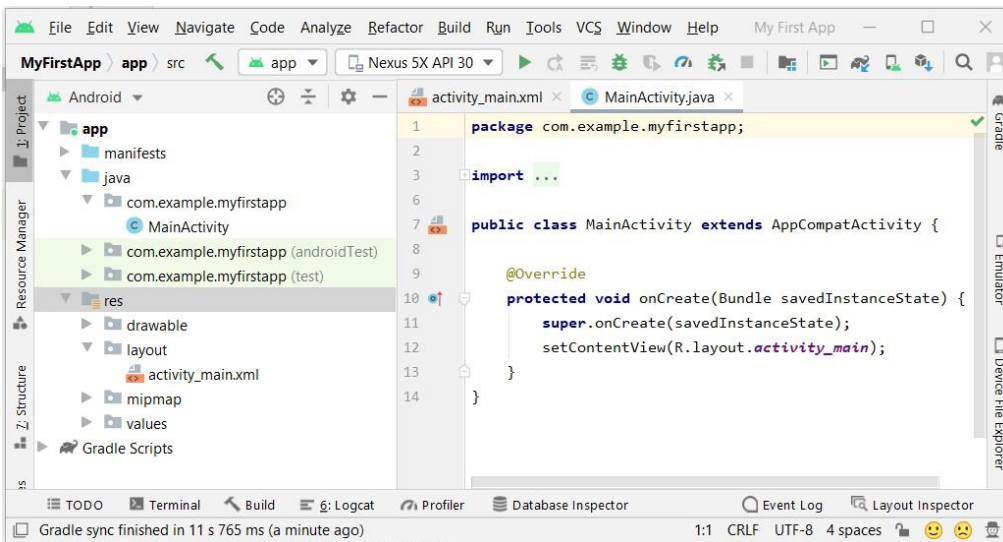 File Edit View Navigate Code Analyze Refactor Build Run Tools VCS Window Help My First App
MyFirstApp app src app Nexus 5X API 30
1: Project
Resource Manager
Z: Structure
Android
app
manifests
java
com.example.myfirstapp
MainActivity
com.example.myfirstapp (androidTest)
com.example.myfirstapp (test)
res
drawable
layout
activity_main.xml
mipmap
values
Gradle Scripts
activity_main.xml MainActivity.java
1 package com.example.myfirstapp;
2
3 import ...
6
7 public class MainActivity extends AppCompatActivity {
8
9 @Override
10 protected void onCreate(Bundle savedInstanceState) {
11 super.onCreate(savedInstanceState);
12 setContentView(R.layout.activity_main);
13 }
14 }
Gradle
Emulator
Device File Explorer
TODO Terminal Build 6: Logcat Profiler Database Inspector Event Log Layout Inspector
Gradle sync finished in 11 s 765 ms (a minute ago) 1:1 CRLF UTF-8 4 spaces